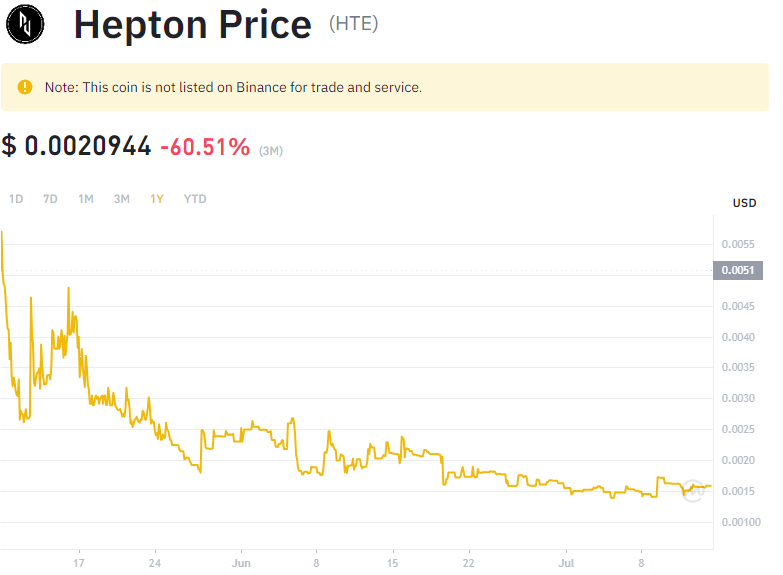 Hepton Price (HTE)
Note: This coin is not listed on Binance for trade and service.
$ 0.0020944 -60.51% (3M)
1D 7D 1M 3M 1Y YTD
USD
0.0055
0.0051
0.0045
0.0040
0.0035
0.0030
0.0025
0.0020
0.0015
0.00100
17 24 Jun 8 15 22 Jul 8